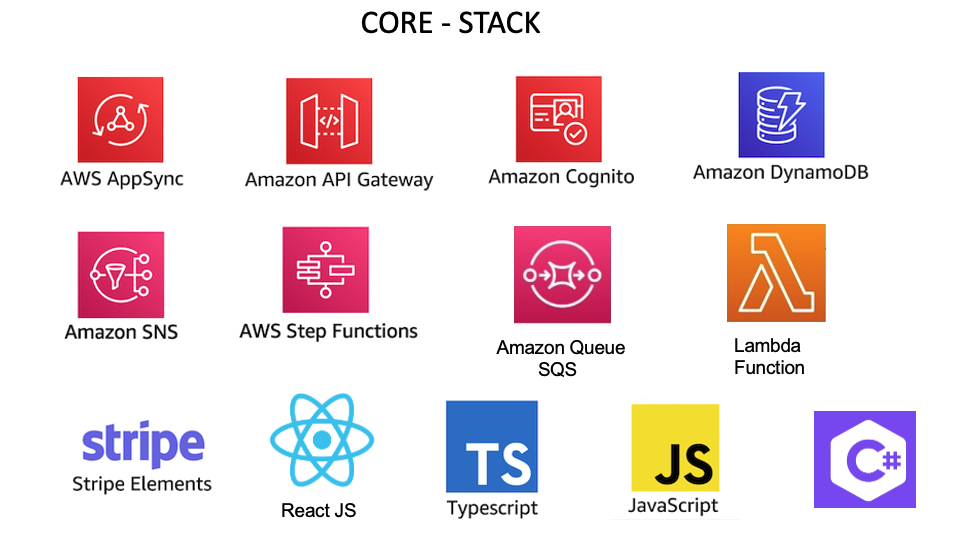 CORE - STACK
AWS AppSync
Amazon API Gateway
</>
Amazon Cognito
Amazon DynamoDB
Amazon SNS
AWS Step Functions
Amazon Queue
SQS
Lambda
Function
stripe
Stripe Elements
React JS
TS
Typescript
JS
JavaScript
C#